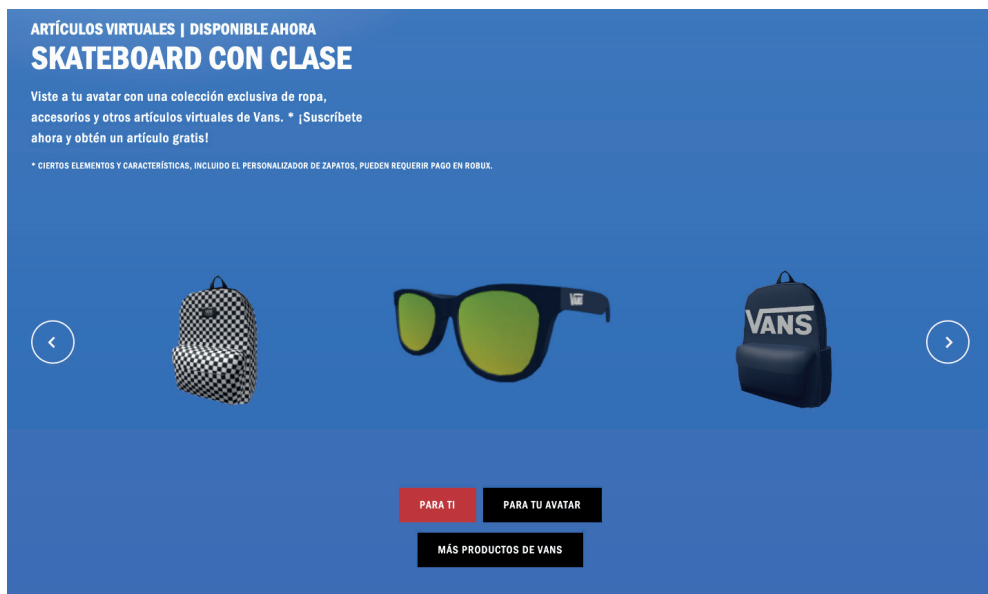 ARTÍCULOS VIRTUALES | DISPONIBLE AHORA
SKATEBOARD CON CLASE
Viste a tu avatar con una colección exclusiva de ropa,
accesorios y otros artículos virtuales de Vans. * ¡Suscríbete
ahora y obtén un artículo gratis!
* CIERTOS ELEMENTOS Y CARACTERÍSTICAS, INCLUIDO EL PERSONALIZADOR DE ZAPATOS, PUEDEN REQUERIR PAGO EN ROBUX.
VANS
VANS
PARA TI
PARA TU AVATAR
MÁS PRODUCTOS DE VANS